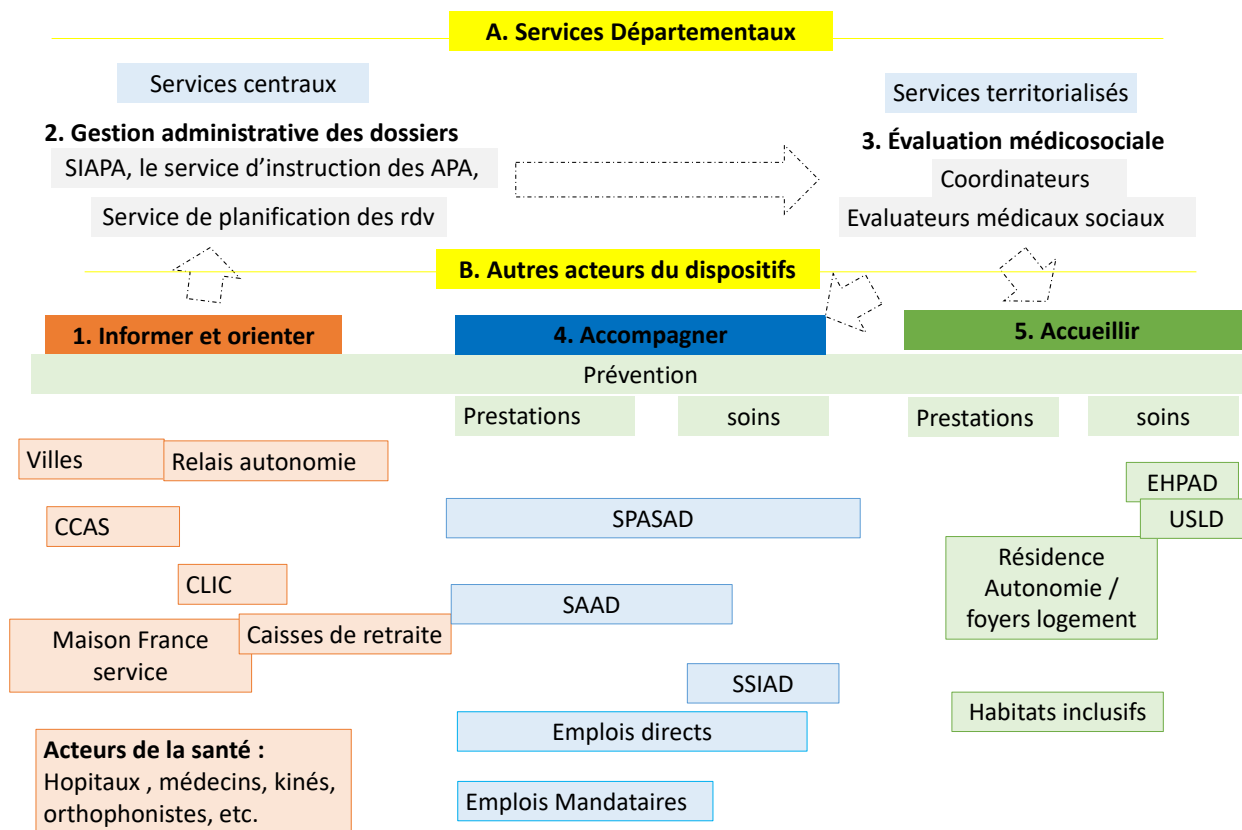 A. Services Départementaux
Services centraux
Services territorialisés
2. Gestion administrative des dossiers
SIAPA, le service d'instruction des APA,
Service de planification des rdv
3. Évaluation médicosociale
Coordinateurs
Evaluateurs médicaux sociaux
B. Autres acteurs du dispositifs
1. Informer et orienter
4. Accompagner
5. Accueillir
Prévention
Prestations
soins
Prestations
soins
Villes
Relais autonomie
CCAS
CLIC
Maison France
service
Caisses de retraite
Acteurs de la santé :
Hopitaux , médecins, kinés,
orthophonistes, etc.
SPASAD
SAAD
SSIAD
Emplois directs
Emplois Mandataires
EHPAD
USLD
Résidence
Autonomie /
foyers logement
Habitats inclusifs